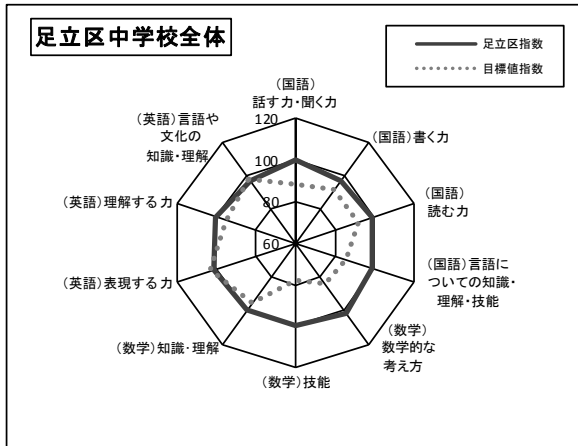 足立区中学校全体
足立区指数
目標値指数
(国語)
話す力・聞く力
(国語)書く力
(国語)
読む力
(国語)言語に
ついての知識・
理解・技能
(数学)
数学的な
考え方
(数学)技能
(数学)知識・理解
(英語)表現する力
(英語)理解する力
(英語)言語や
文化の
知識・理解
120
100
80
60